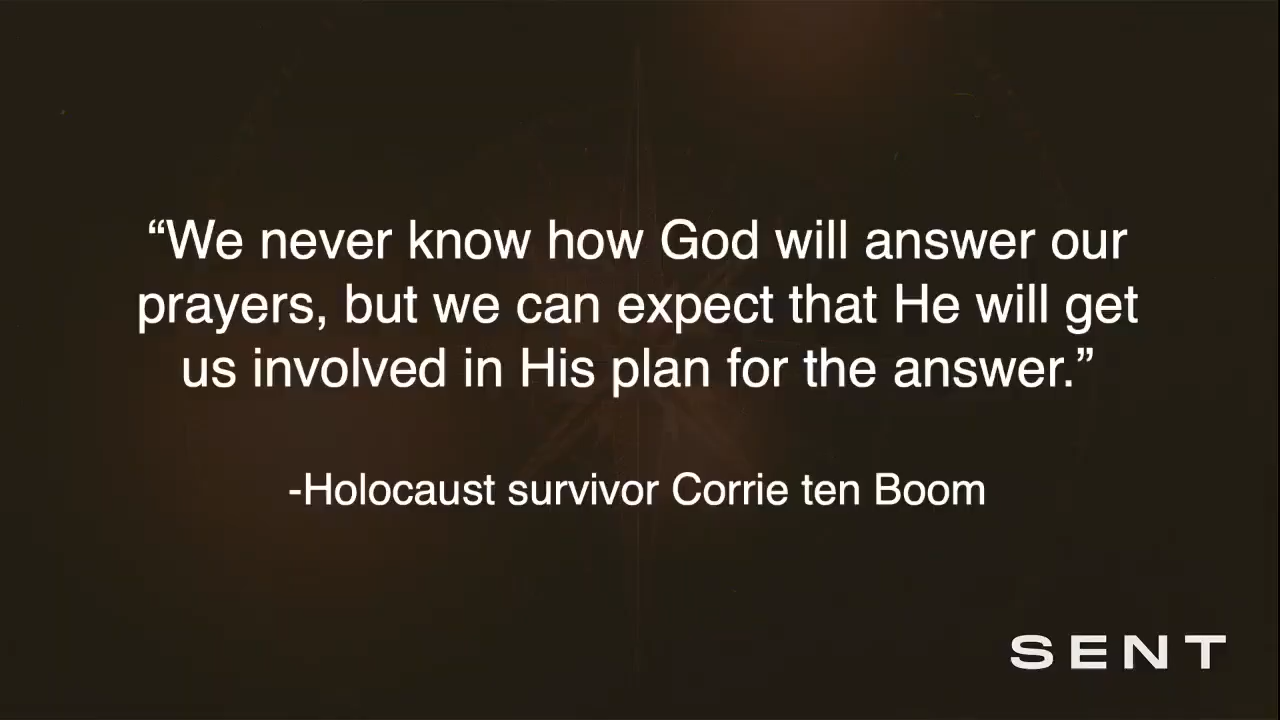 “We never know how God will answer our
prayers, but we can expect that He will get
us involved in His plan for the answer.”
-Holocaust survivor Corrie ten Boom
SENT